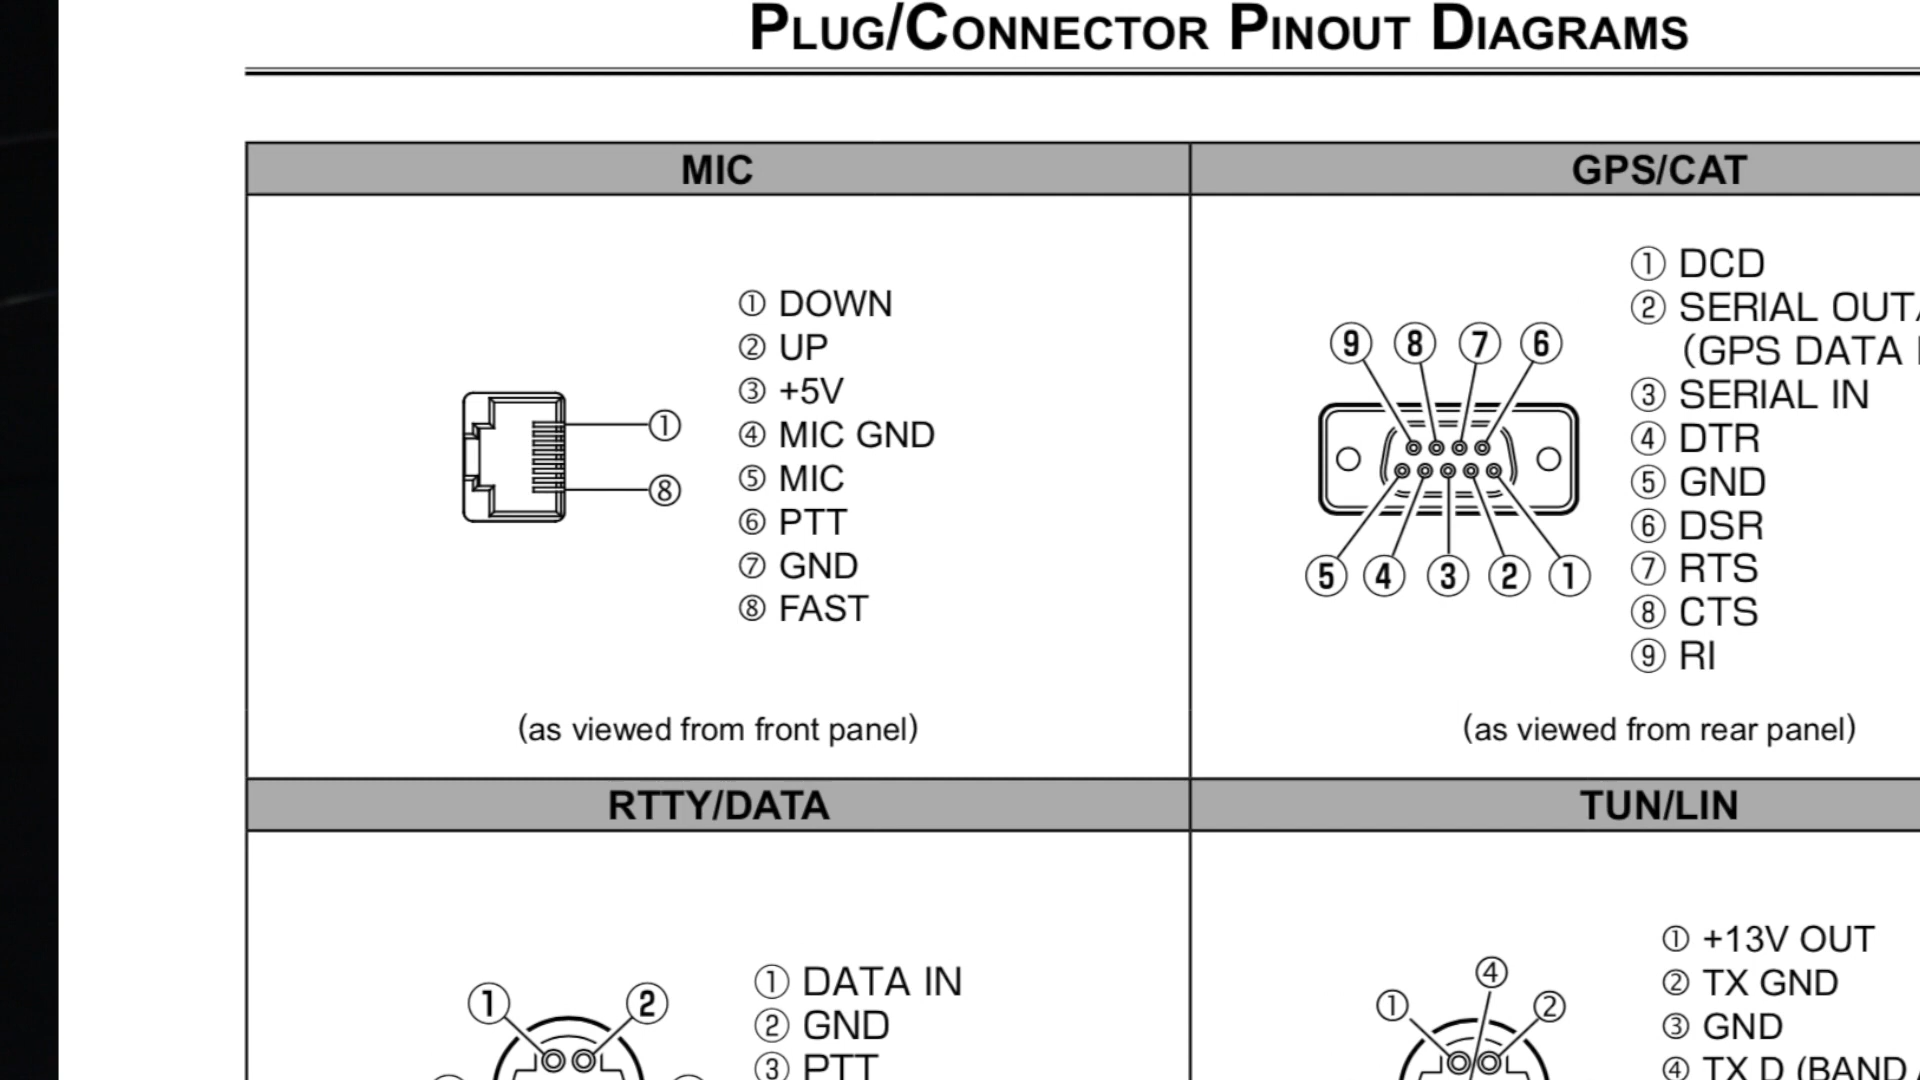 PLUG/CONNECTOR PINOUT DIAGRAMS
MIC
① DOWN
② UP
③ +5V
④ MIC GND
⑤ MIC
⑥ PTT
⑦ GND
⑧ FAST
①
⑧
(as viewed from front panel)
GPS/CAT
⑨ ⑧ ⑦ ⑥
⑤ ④ ③ ② ①
① DCD
② SERIAL OUT
(GPS DATA
③ SERIAL IN
④ DTR
⑤ GND
⑥ DSR
⑦ RTS
⑧ CTS
⑨ RI
(as viewed from rear panel)
RTTY/DATA
① ②
① DATA IN
② GND
③ PTT
TUN/LIN
④
① ②
① +13V OUT
② TX GND
③ GND
④ TX D (BAND